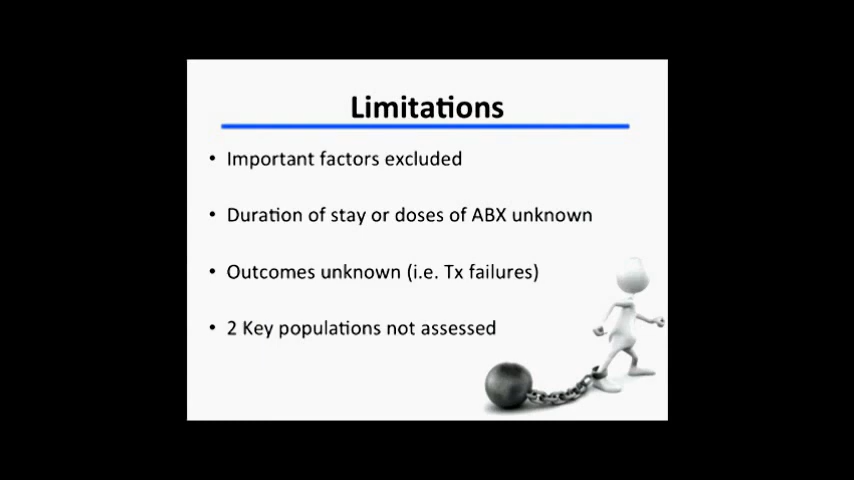 Limitations
• Important factors excluded
• Duration of stay or doses of ABX unknown
• Outcomes unknown (i.e. Tx failures)
• 2 Key populations not assessed